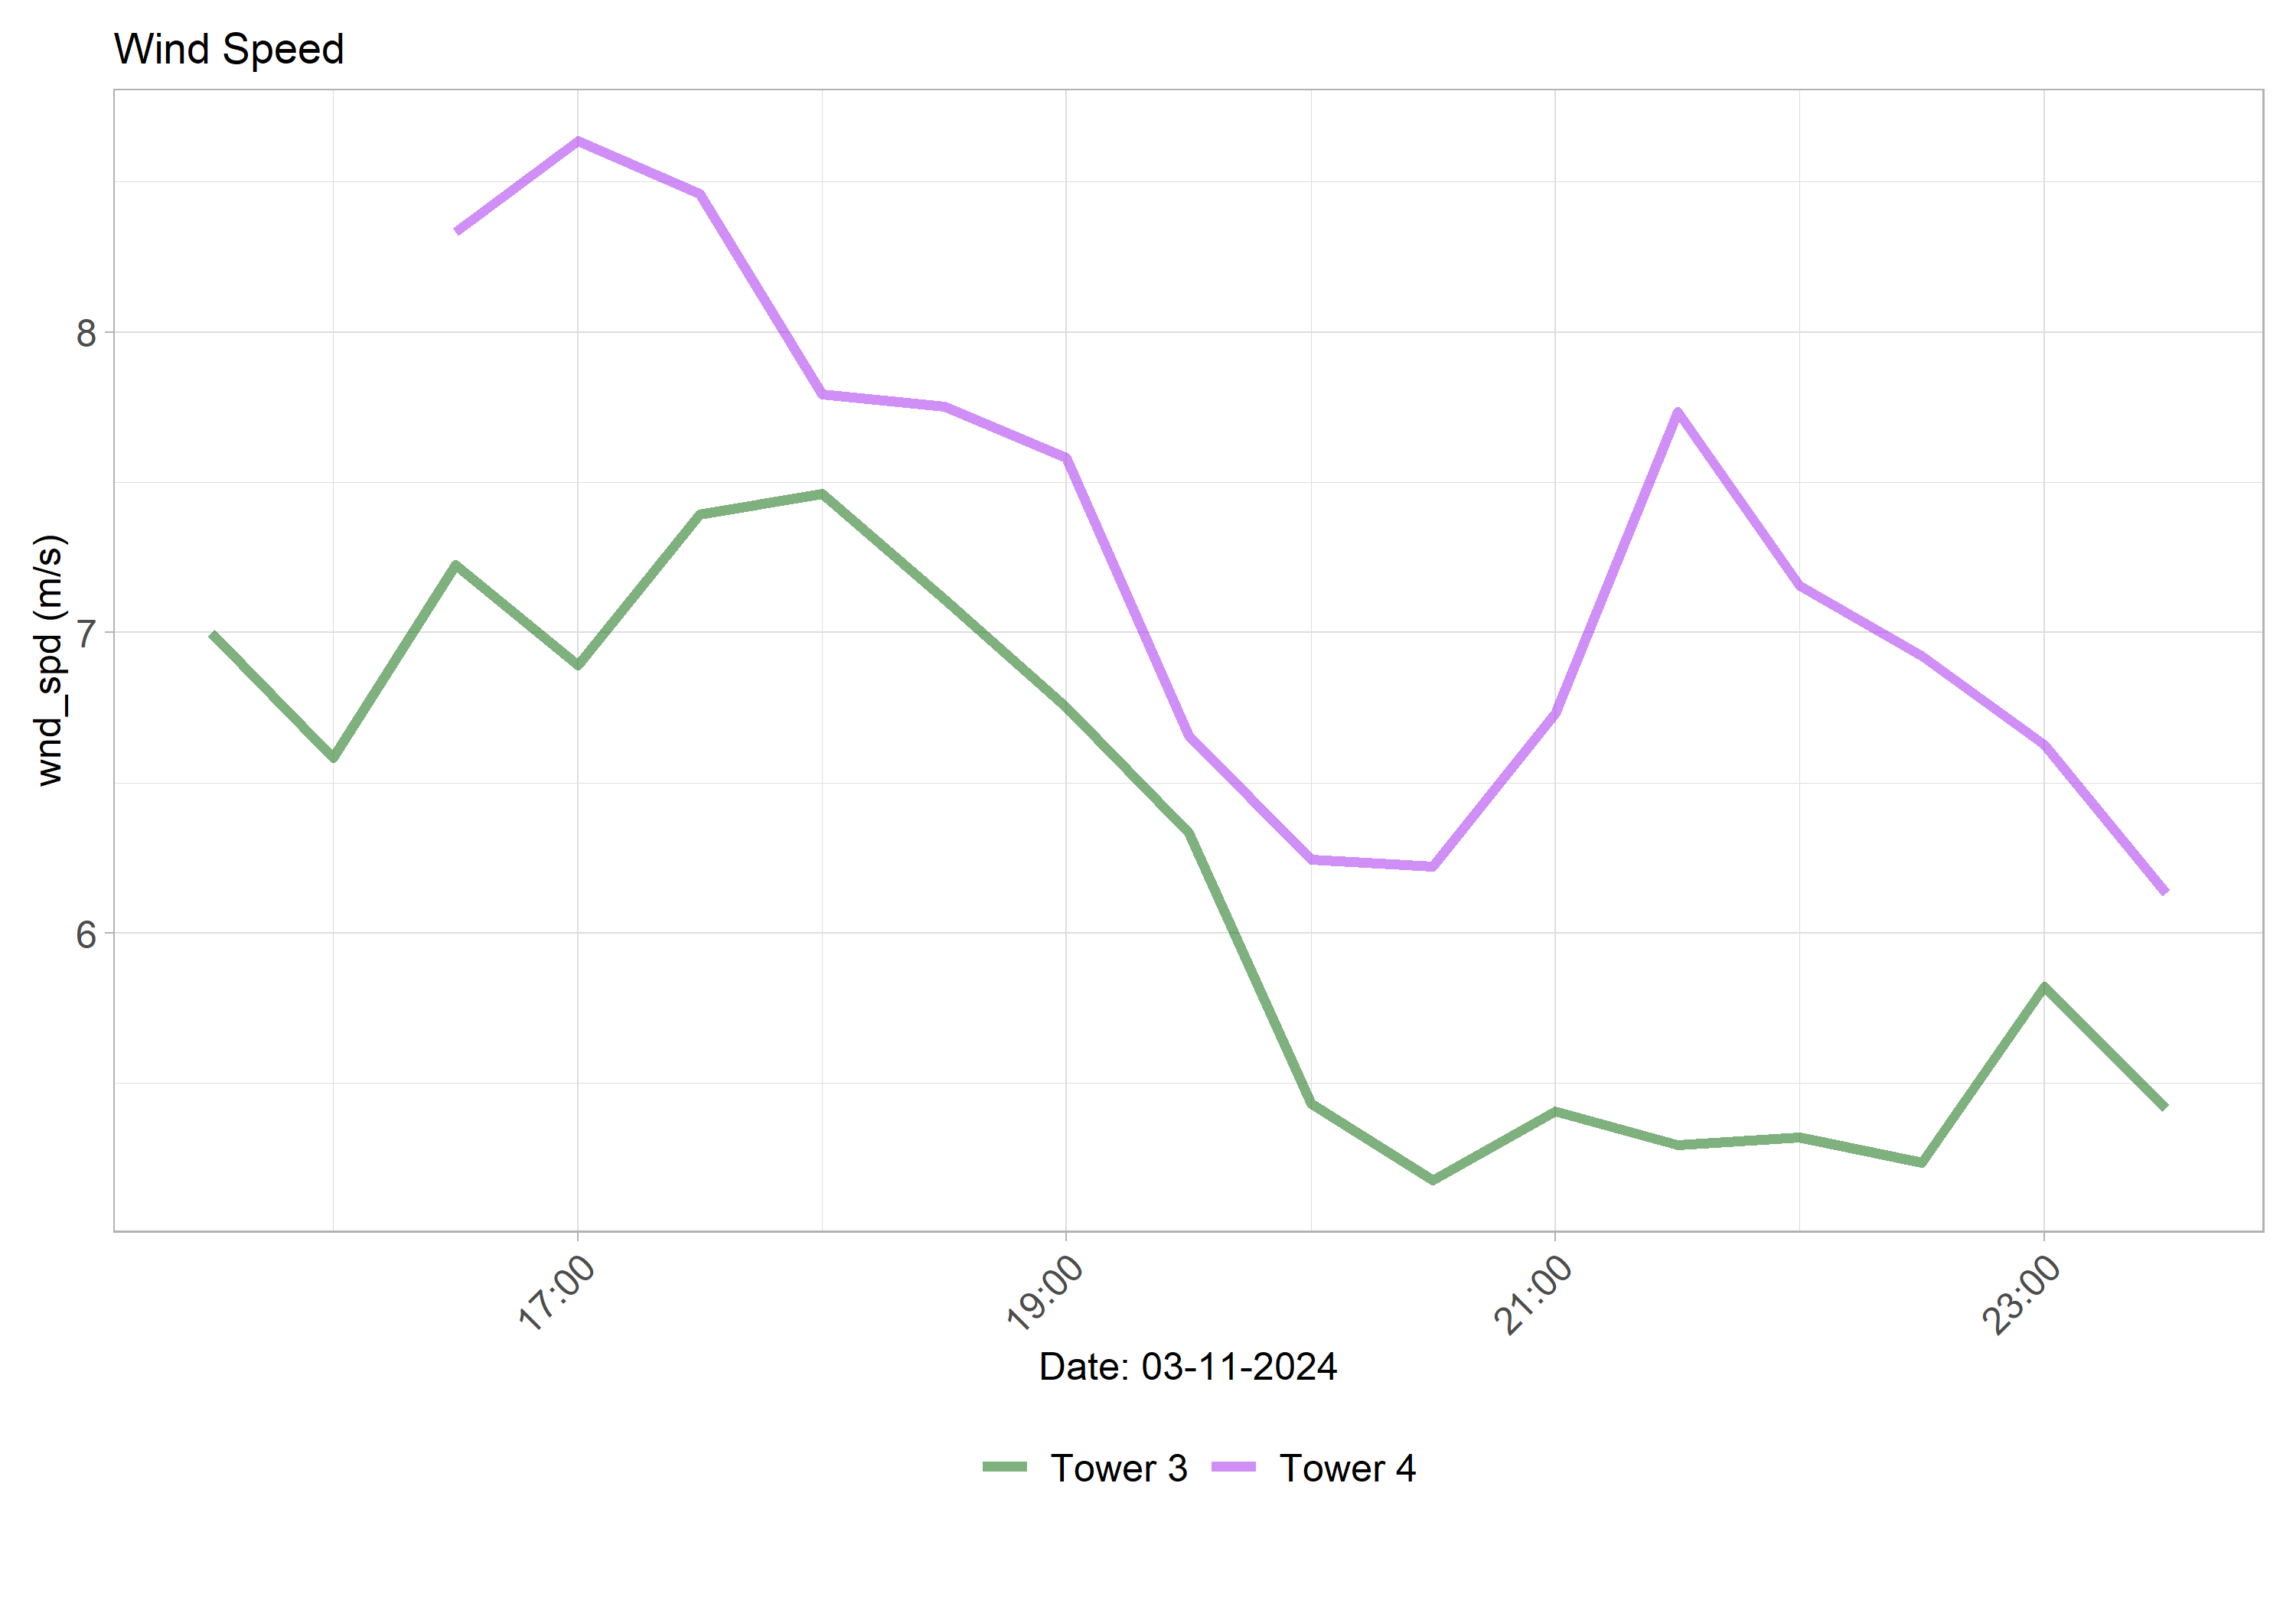 Wind Speed
wnd_spd (m/s)
8
7
6
17:00 19:00 21:00 23:00
Date: 03-11-2024
Tower 3 Tower 4